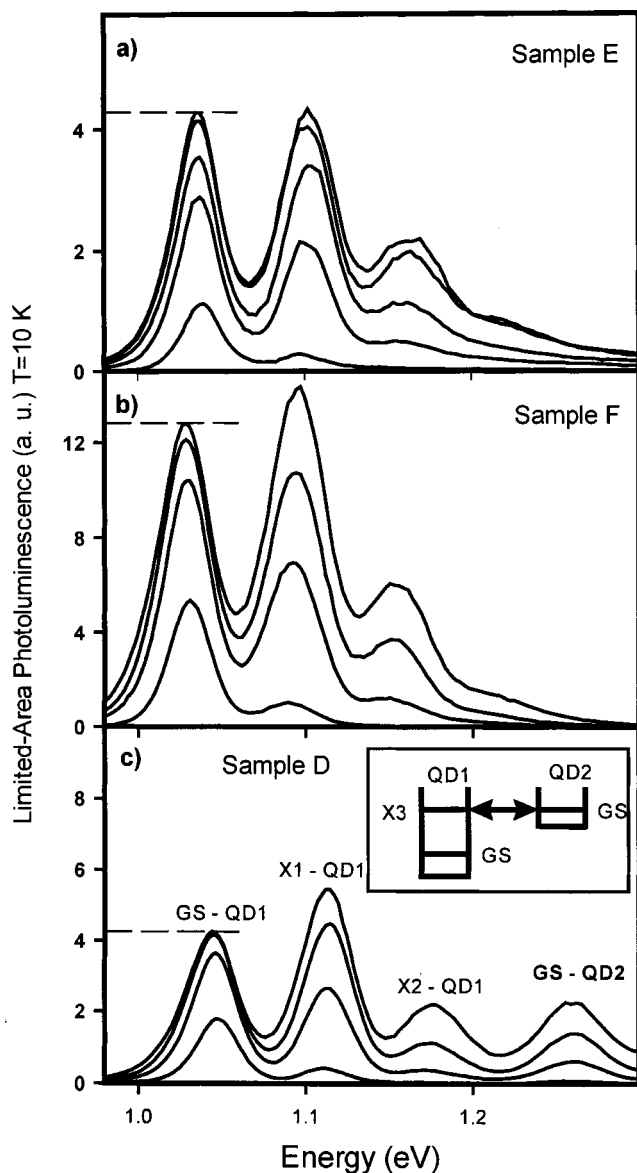 a)
Sample E
4
2
0
b)
Sample F
12
8
4
0
c)
Sample D
QD1
QD2
X3
GS
GS
8
6
4
2
0
GS - QD1
X1 - QD1
X2 - QD1
GS - QD2
1.0
1.1
1.2
Energy (eV)
Limited-Area Photoluminescence (a. u.) T=10 K